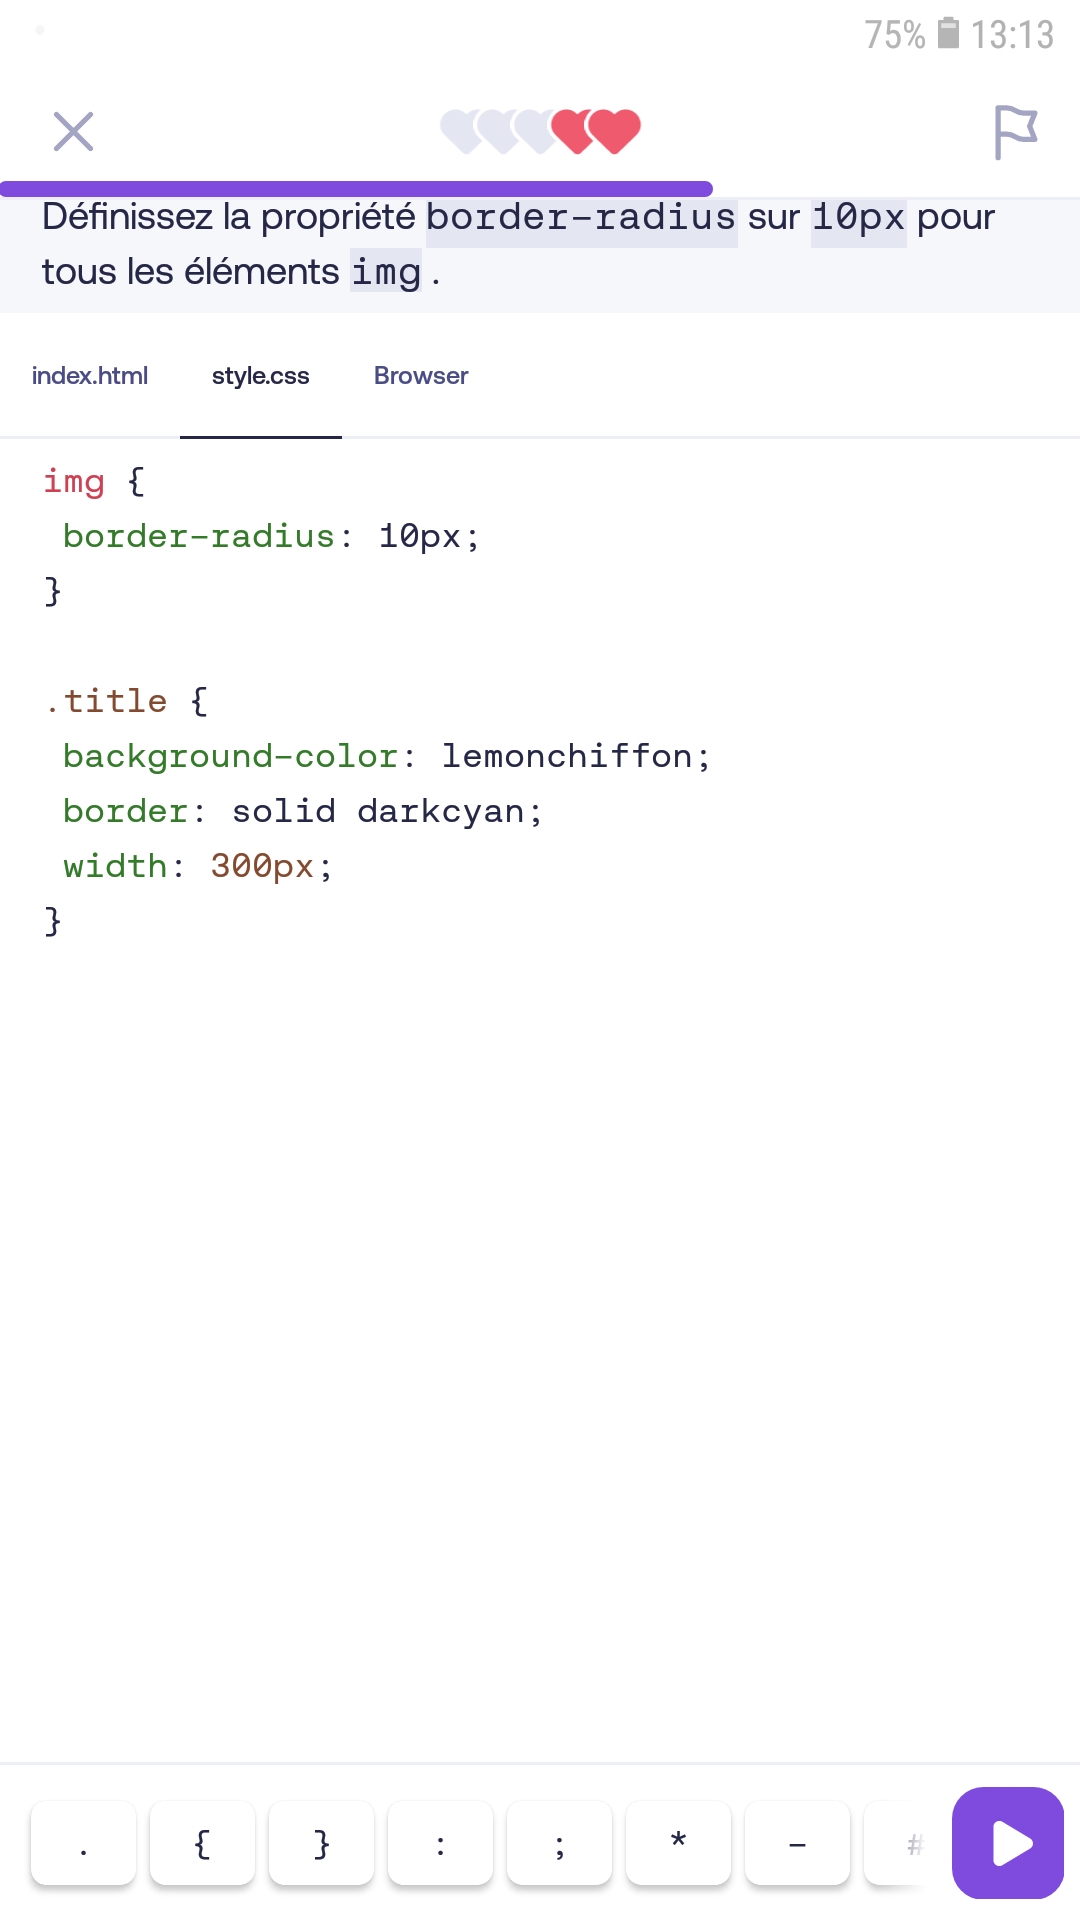 75% 13:13
Définissez la propriété border-radius sur 10px pour
tous les éléments img .
index.html style.css Browser
img {
border-radius: 10px;
}
.title {
background-color: lemonchiffon;
border: solid darkcyan;
width: 300px;
}
. { } : ; * - #